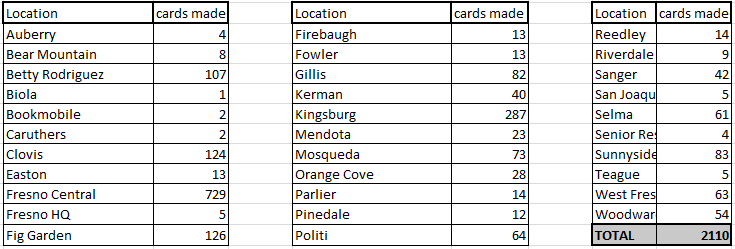 Location cards made Location cards made Location cards made
Auberry 4 Firebaugh 13 Reedley 14
Bear Mountain 8 Fowler 13 Riverdale 9
Betty Rodriguez 107 Gillis 82 Sanger 42
Biola 1 Kerman 40 San Joaqu 5
Bookmobile 2 Kingsburg 287 Selma 61
Caruthers 2 Mendota 23 Senior Res 4
Clovis 124 Mosqueda 73 Sunnyside 83
Easton 13 Orange Cove 28 Teague 5
Fresno Central 729 Parlier 14 West Fres 63
Fresno HQ 5 Pinedale 12 Woodwar 54
Fig Garden 126 Politi 64 TOTAL 2110